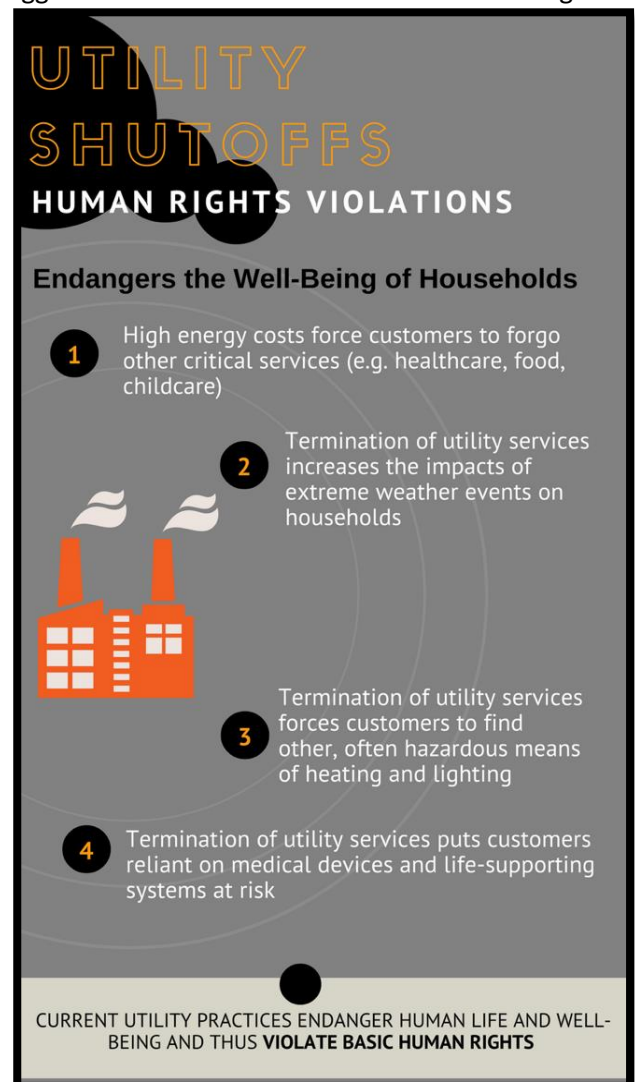 UTILITY
SHUTOFFS
HUMAN RIGHTS VIOLATIONS
Endangers the Well-Being of Households
1
High energy costs force customers to forgo
other critical services (e.g. healthcare, food,
childcare)
2
Termination of utility services
increases the impacts of
extreme weather events on
households
3
Termination of utility services
forces customers to find
other, often hazardous means
of heating and lighting
4
Termination of utility services puts customers
reliant on medical devices and life-supporting
systems at risk
CURRENT UTILITY PRACTICES ENDANGER HUMAN LIFE AND WELL-
BEING AND THUS VIOLATE BASIC HUMAN RIGHTS